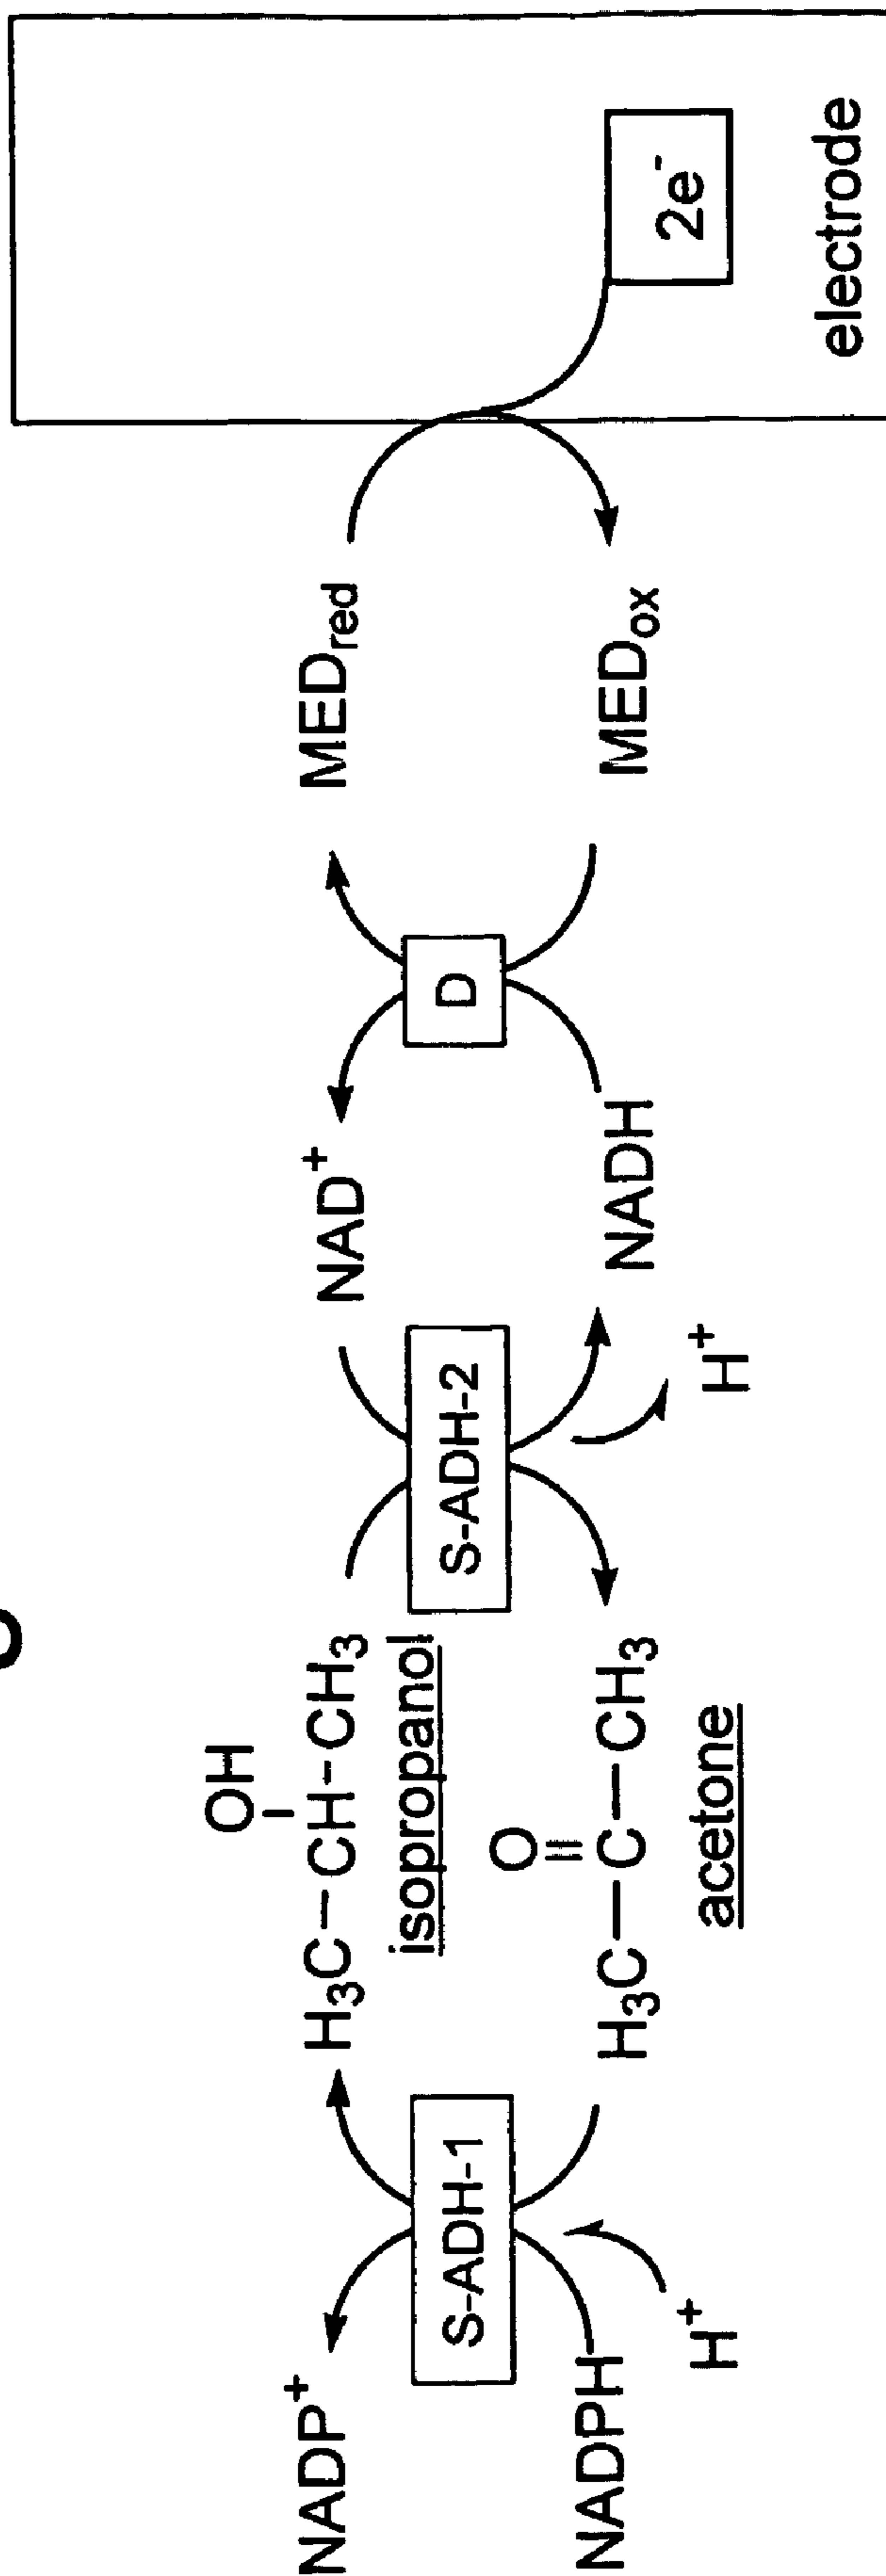 OH
NADP+
H3C–CH-CH3
NAD+
MEDred
isopropanol
S-ADH-1
S-ADH-2
D
O
NADPH
H3C–C–CH3
NADH
MEDox
2e-
H+
acetone
H+
electrode